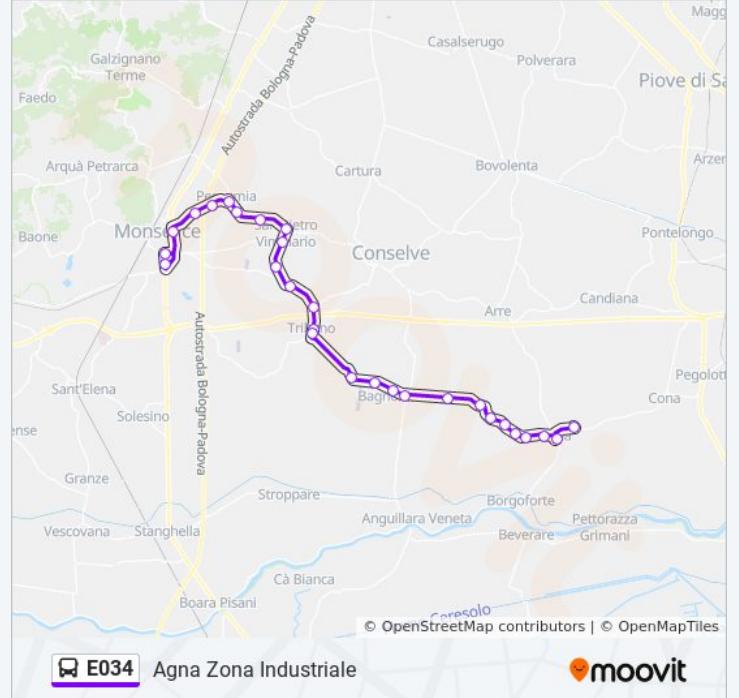 Magg
Casalserugo
Galzignano
Terme
Polverara
Piove di Sa
Faedo
Autostrada Bologna-Padova
Arquà Petrarca
Cartura
Bovolenta
Arzer
Monselice
Baone
Conselve
Pontelongo
Candiana
Arre
Tribano
Autostrada Bologna-Padova
Pegolott
Sant'Elena
Cona
Solesino
ense
Granze
Stroppare
Borgoforte
Anguillara Veneta
Pettorazza
Grimani
Vescovana
Stanghella
Beverare
Cà Bianca
Boara Pisani
Ceresolo
© OpenStreetMap contributors | © OpenMapTiles
E034 Agna Zona Industriale
moovit